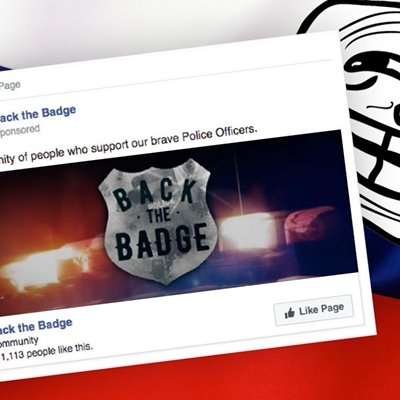 Page
ack the Badge
ponsored
nity of people who support our brave Police Officers.
BACK
· THE ·
BADGE
ack the Badge
ommunity
1,113 people like this.
Like Page